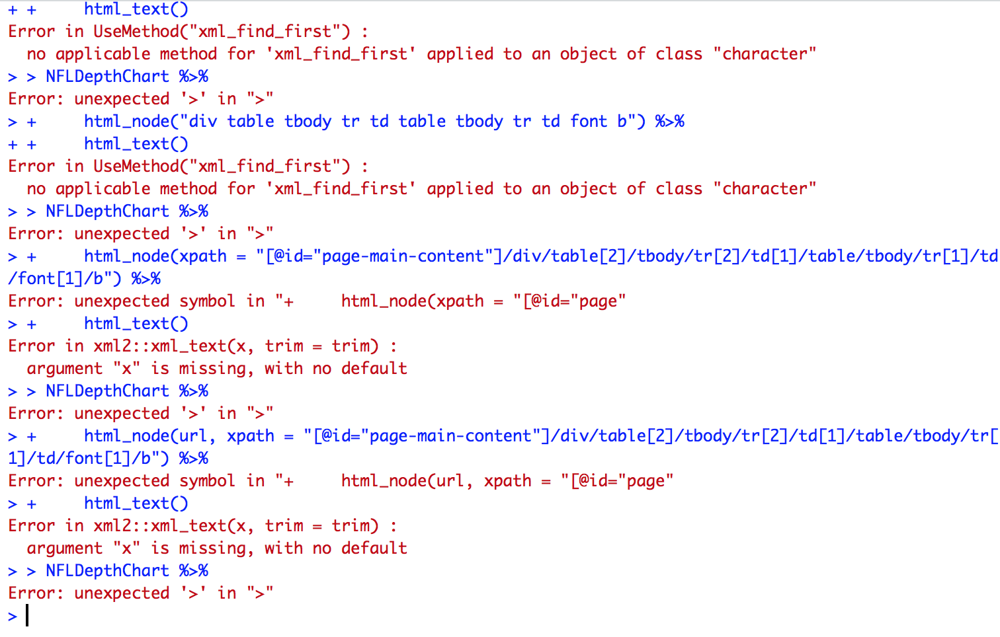 + +     html_text()
Error in UseMethod("xml_find_first") :
  no applicable method for 'xml_find_first' applied to an object of class "character"
> > NFLDepthChart %>%
Error: unexpected '>' in ">"
> +     html_node("div table tbody tr td table tbody tr td font b") %>%
+ +     html_text()
Error in UseMethod("xml_find_first") :
  no applicable method for 'xml_find_first' applied to an object of class "character"
> > NFLDepthChart %>%
Error: unexpected '>' in ">"
> +     html_node(xpath = "[@id="page-main-content"]/div/table[2]/tbody/tr[2]/td[1]/table/tbody/tr[1]/td
/font[1]/b") %>%
Error: unexpected symbol in "+     html_node(xpath = "[@id="page"
> +     html_text()
Error in xml2::xml_text(x, trim = trim) :
  argument "x" is missing, with no default
> > NFLDepthChart %>%
Error: unexpected '>' in ">"
> +     html_node(url, xpath = "[@id="page-main-content"]/div/table[2]/tbody/tr[2]/td[1]/table/tbody/tr[
1]/td/font[1]/b") %>%
Error: unexpected symbol in "+     html_node(url, xpath = "[@id="page"
> +     html_text()
Error in xml2::xml_text(x, trim = trim) :
  argument "x" is missing, with no default
> > NFLDepthChart %>%
Error: unexpected '>' in ">"
>